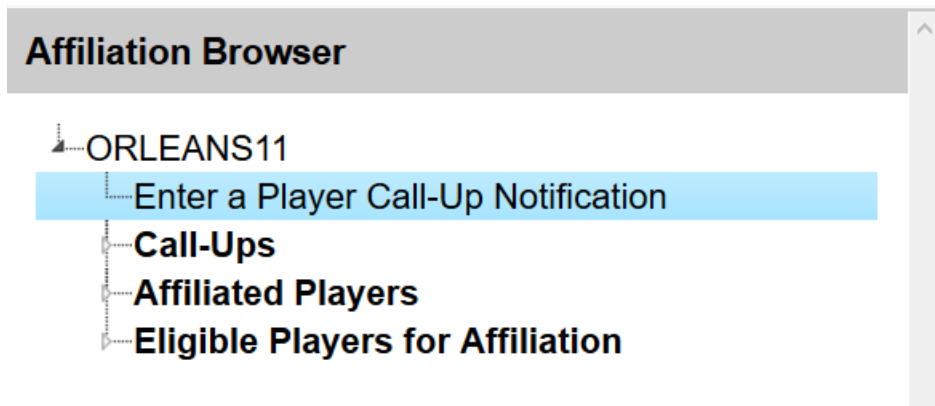 Affiliation Browser
ORLEANS11
Enter a Player Call-Up Notification
Call-Ups
Affiliated Players
Eligible Players for Affiliation